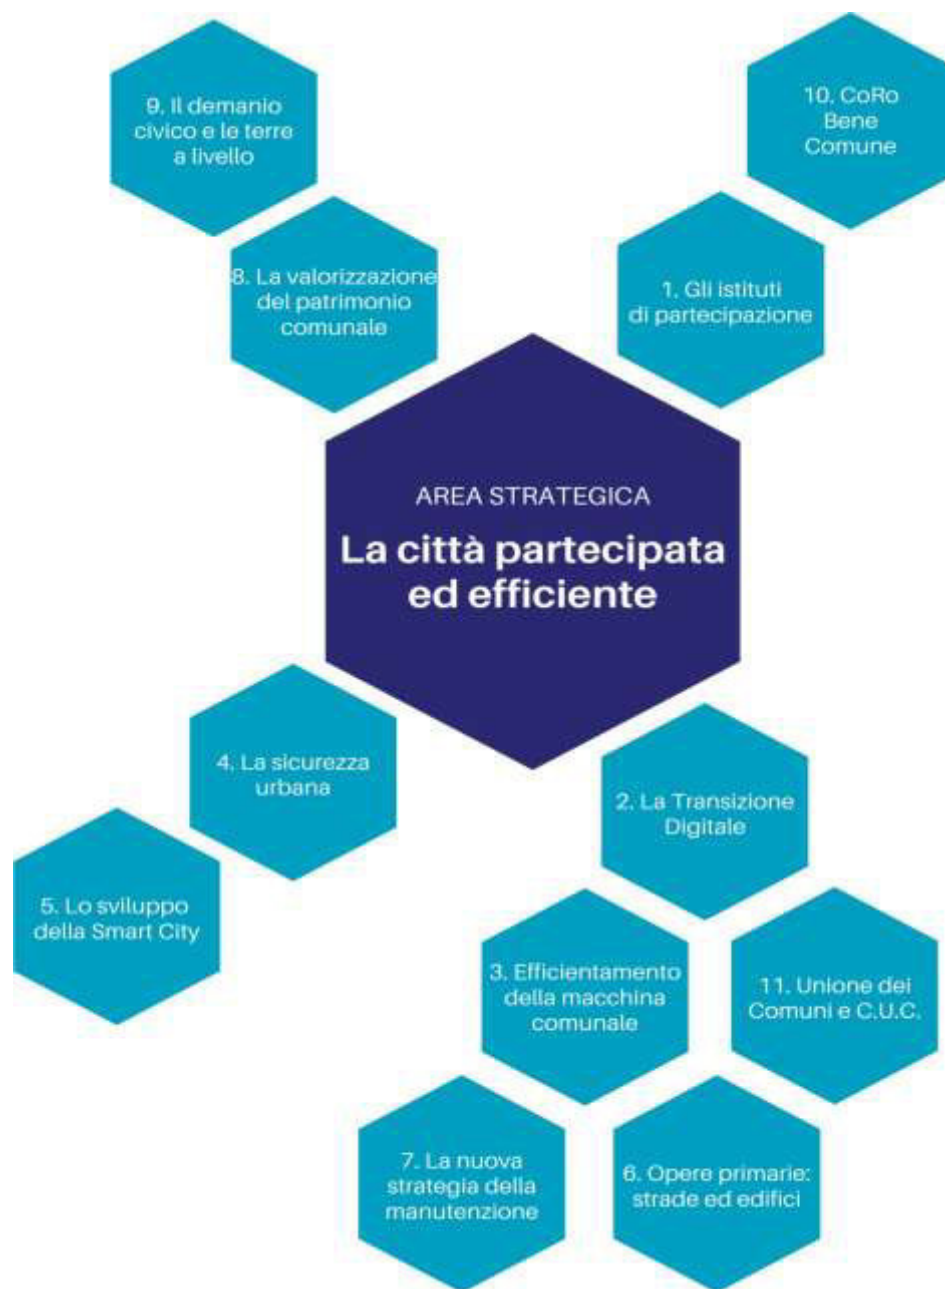 9. Il demanio
civico e le terre
a livello
10. CoRo
Bene
Comune
8. La valorizzazione
del patrimonio
comunale
1. Gli istituti
di partecipazione
AREA STRATEGICA
La città partecipata
ed efficiente
4. La sicurezza
urbana
2. La Transizione
Digitale
5. Lo sviluppo
della Smart City
3. Efficientamento
della macchina
comunale
11. Unione dei
Comuni e C.U.C.
7. La nuova
strategia della
manutenzione
6. Opere primarie:
strade ed edifici